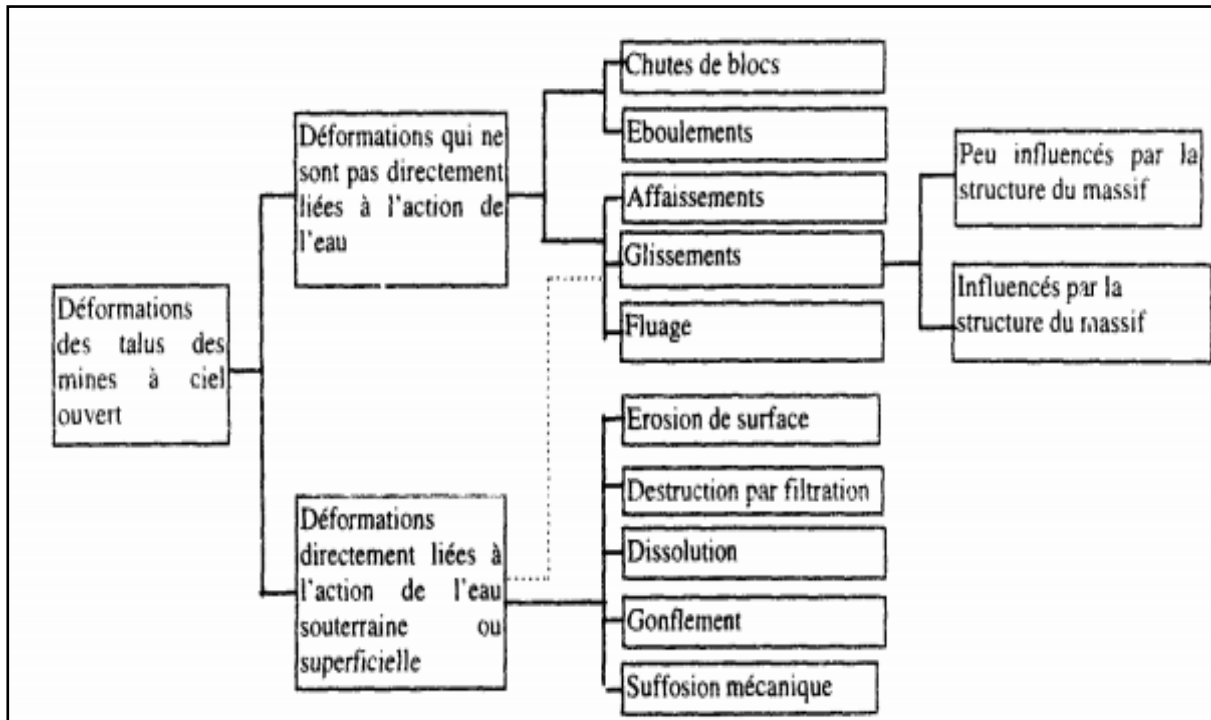 Déformations
des talus des
mines à ciel
ouvert
Déformations qui ne
sont pas directement
liées à l'action de
l'eau
Déformations
directement liées à
l'action de l'eau
souterraine ou
superficielle
Chutes de blocs
Eboulements
Affaissements
Glissements
Fluage
Erosion de surface
Destruction par filtration
Dissolution
Gonflement
Suffosion mécanique
Peu influencés par la
structure du massif
Influencés par la
structure du massif